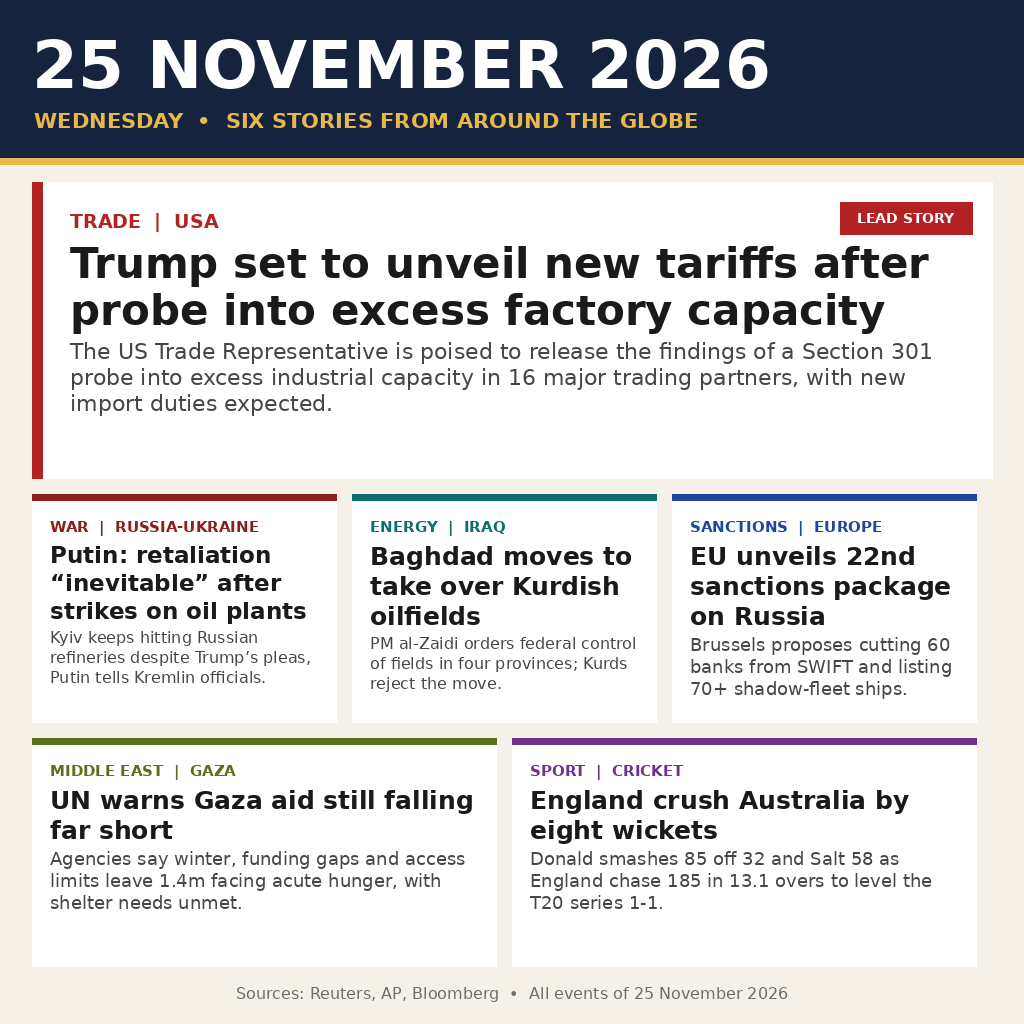 25 NOVEMBER 2026
WEDNESDAY • SIX STORIES FROM AROUND THE GLOBE
TRADE | USA
LEAD STORY
Trump set to unveil new tariffs after
probe into excess factory capacity
The US Trade Representative is poised to release the findings of a Section 301
probe into excess industrial capacity in 16 major trading partners, with new
import duties expected.
WAR | RUSSIA-UKRAINE
Putin: retaliation
“inevitable” after
strikes on oil plants
Kyiv keeps hitting Russian
refineries despite Trump’s pleas,
Putin tells Kremlin officials.
ENERGY | IRAQ
Baghdad moves to
take over Kurdish
oilfields
PM al-Zaidi orders federal control
of fields in four provinces; Kurds
reject the move.
SANCTIONS | EUROPE
EU unveils 22nd
sanctions package
on Russia
Brussels proposes cutting 60
banks from SWIFT and listing
70+ shadow-fleet ships.
MIDDLE EAST | GAZA
UN warns Gaza aid still falling
far short
Agencies say winter, funding gaps and access
limits leave 1.4m facing acute hunger, with
shelter needs unmet.
SPORT | CRICKET
England crush Australia by
eight wickets
Donald smashes 85 off 32 and Salt 58 as
England chase 185 in 13.1 overs to level the
T20 series 1-1.
Sources: Reuters, AP, Bloomberg • All events of 25 November 2026